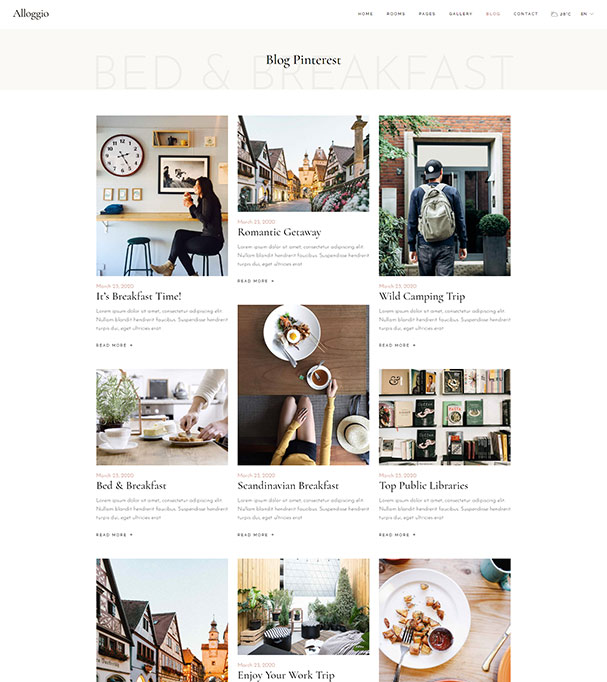 Alloggio
HOME ROOMS PAGES GALLERY BLOG CONTACT 28°C EN
BED & BREAKFAST
Blog Pinterest
March 23, 2020
It's Breakfast Time!
Lorem ipsum dolor sit amet, consectetur adipiscing elit.
Nullam blandit hendrerit faucibus. Suspendisse hendrerit
turpis dui, eget ultricies erat
READ MORE
March 23, 2020
Romantic Getaway
Lorem ipsum dolor sit amet, consectetur adipiscing elit.
Nullam blandit hendrerit faucibus. Suspendisse hendrerit
turpis dui, eget ultricies erat
READ MORE
March 23, 2020
Wild Camping Trip
Lorem ipsum dolor sit amet, consectetur adipiscing elit.
Nullam blandit hendrerit faucibus. Suspendisse hendrerit
turpis dui, eget ultricies erat
READ MORE
March 23, 2020
Bed & Breakfast
Lorem ipsum dolor sit amet, consectetur adipiscing elit.
Nullam blandit hendrerit faucibus. Suspendisse hendrerit
turpis dui, eget ultricies erat
READ MORE
March 23, 2020
Scandinavian Breakfast
Lorem ipsum dolor sit amet, consectetur adipiscing elit.
Nullam blandit hendrerit faucibus. Suspendisse hendrerit
turpis dui, eget ultricies erat
READ MORE
March 23, 2020
Top Public Libraries
Lorem ipsum dolor sit amet, consectetur adipiscing elit.
Nullam blandit hendrerit faucibus. Suspendisse hendrerit
turpis dui, eget ultricies erat
READ MORE
March 23, 2020
Enjoy Your Work Trip